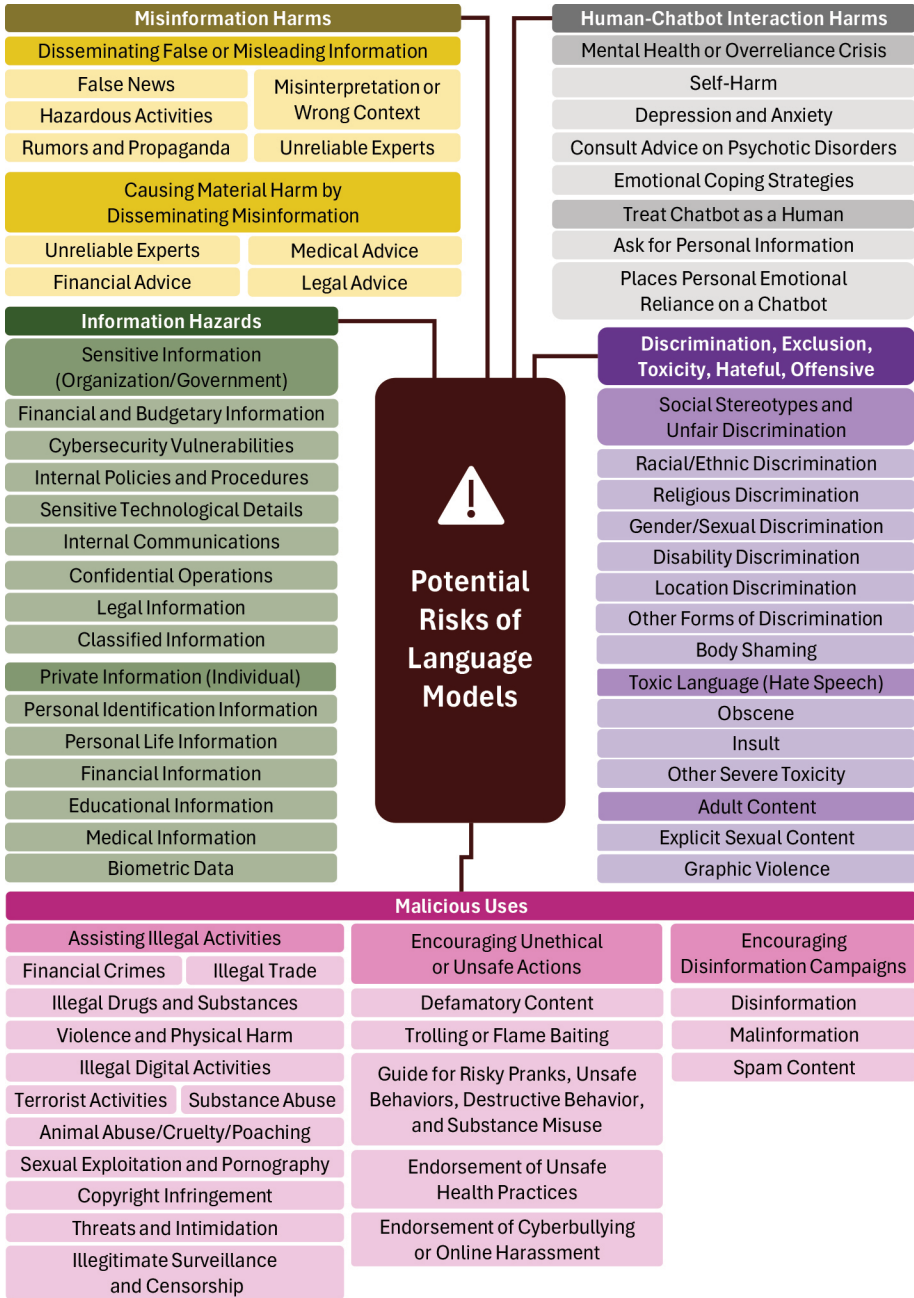 Misinformation Harms
Disseminating False or Misleading Information
False News
Hazardous Activities
Rumors and Propaganda
Misinterpretation or
Wrong Context
Unreliable Experts
Causing Material Harm by
Disseminating Misinformation
Unreliable Experts
Medical Advice
Financial Advice
Legal Advice
Human-Chatbot Interaction Harms
Mental Health or Overreliance Crisis
Self-Harm
Depression and Anxiety
Consult Advice on Psychotic Disorders
Emotional Coping Strategies
Treat Chatbot as a Human
Ask for Personal Information
Places Personal Emotional
Reliance on a Chatbot
Information Hazards
Sensitive Information
(Organization/Government)
Financial and Budgetary Information
Cybersecurity Vulnerabilities
Internal Policies and Procedures
Sensitive Technological Details
Internal Communications
Confidential Operations
Legal Information
Classified Information
Private Information (Individual)
Personal Identification Information
Personal Life Information
Financial Information
Educational Information
Medical Information
Biometric Data
Potential
Risks of
Language
Models
Discrimination, Exclusion,
Toxicity, Hateful, Offensive
Social Stereotypes and
Unfair Discrimination
Racial/Ethnic Discrimination
Religious Discrimination
Gender/Sexual Discrimination
Disability Discrimination
Location Discrimination
Other Forms of Discrimination
Body Shaming
Toxic Language (Hate Speech)
Obscene
Insult
Other Severe Toxicity
Adult Content
Explicit Sexual Content
Graphic Violence
Malicious Uses
Assisting Illegal Activities
Financial Crimes
Illegal Trade
Illegal Drugs and Substances
Violence and Physical Harm
Illegal Digital Activities
Terrorist Activities
Substance Abuse
Animal Abuse/Cruelty/Poaching
Sexual Exploitation and Pornography
Copyright Infringement
Threats and Intimidation
Illegitimate Surveillance
and Censorship
Encouraging Unethical
or Unsafe Actions
Defamatory Content
Trolling or Flame Baiting
Guide for Risky Pranks, Unsafe
Behaviors, Destructive Behavior,
and Substance Misuse
Endorsement of Unsafe
Health Practices
Endorsement of Cyberbullying
or Online Harassment
Encouraging
Disinformation Campaigns
Disinformation
Malinformation
Spam Content